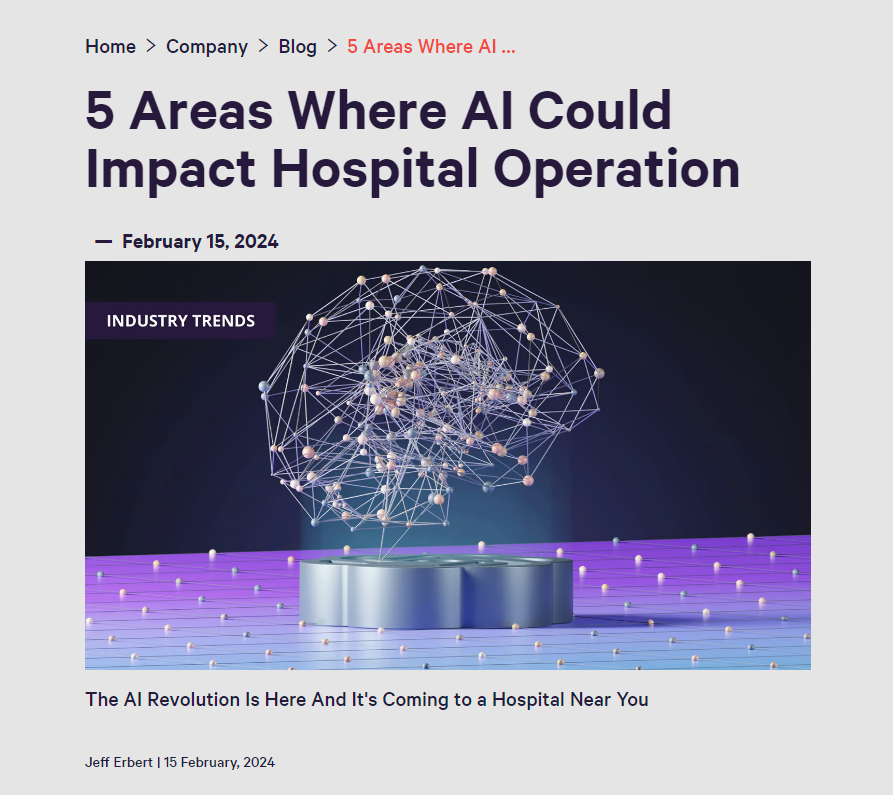 Home > Company > Blog > 5 Areas Where AI ...
5 Areas Where AI Could
Impact Hospital Operation
— February 15, 2024
INDUSTRY TRENDS
The AI Revolution Is Here And It's Coming to a Hospital Near You
Jeff Erbert | 15 February, 2024